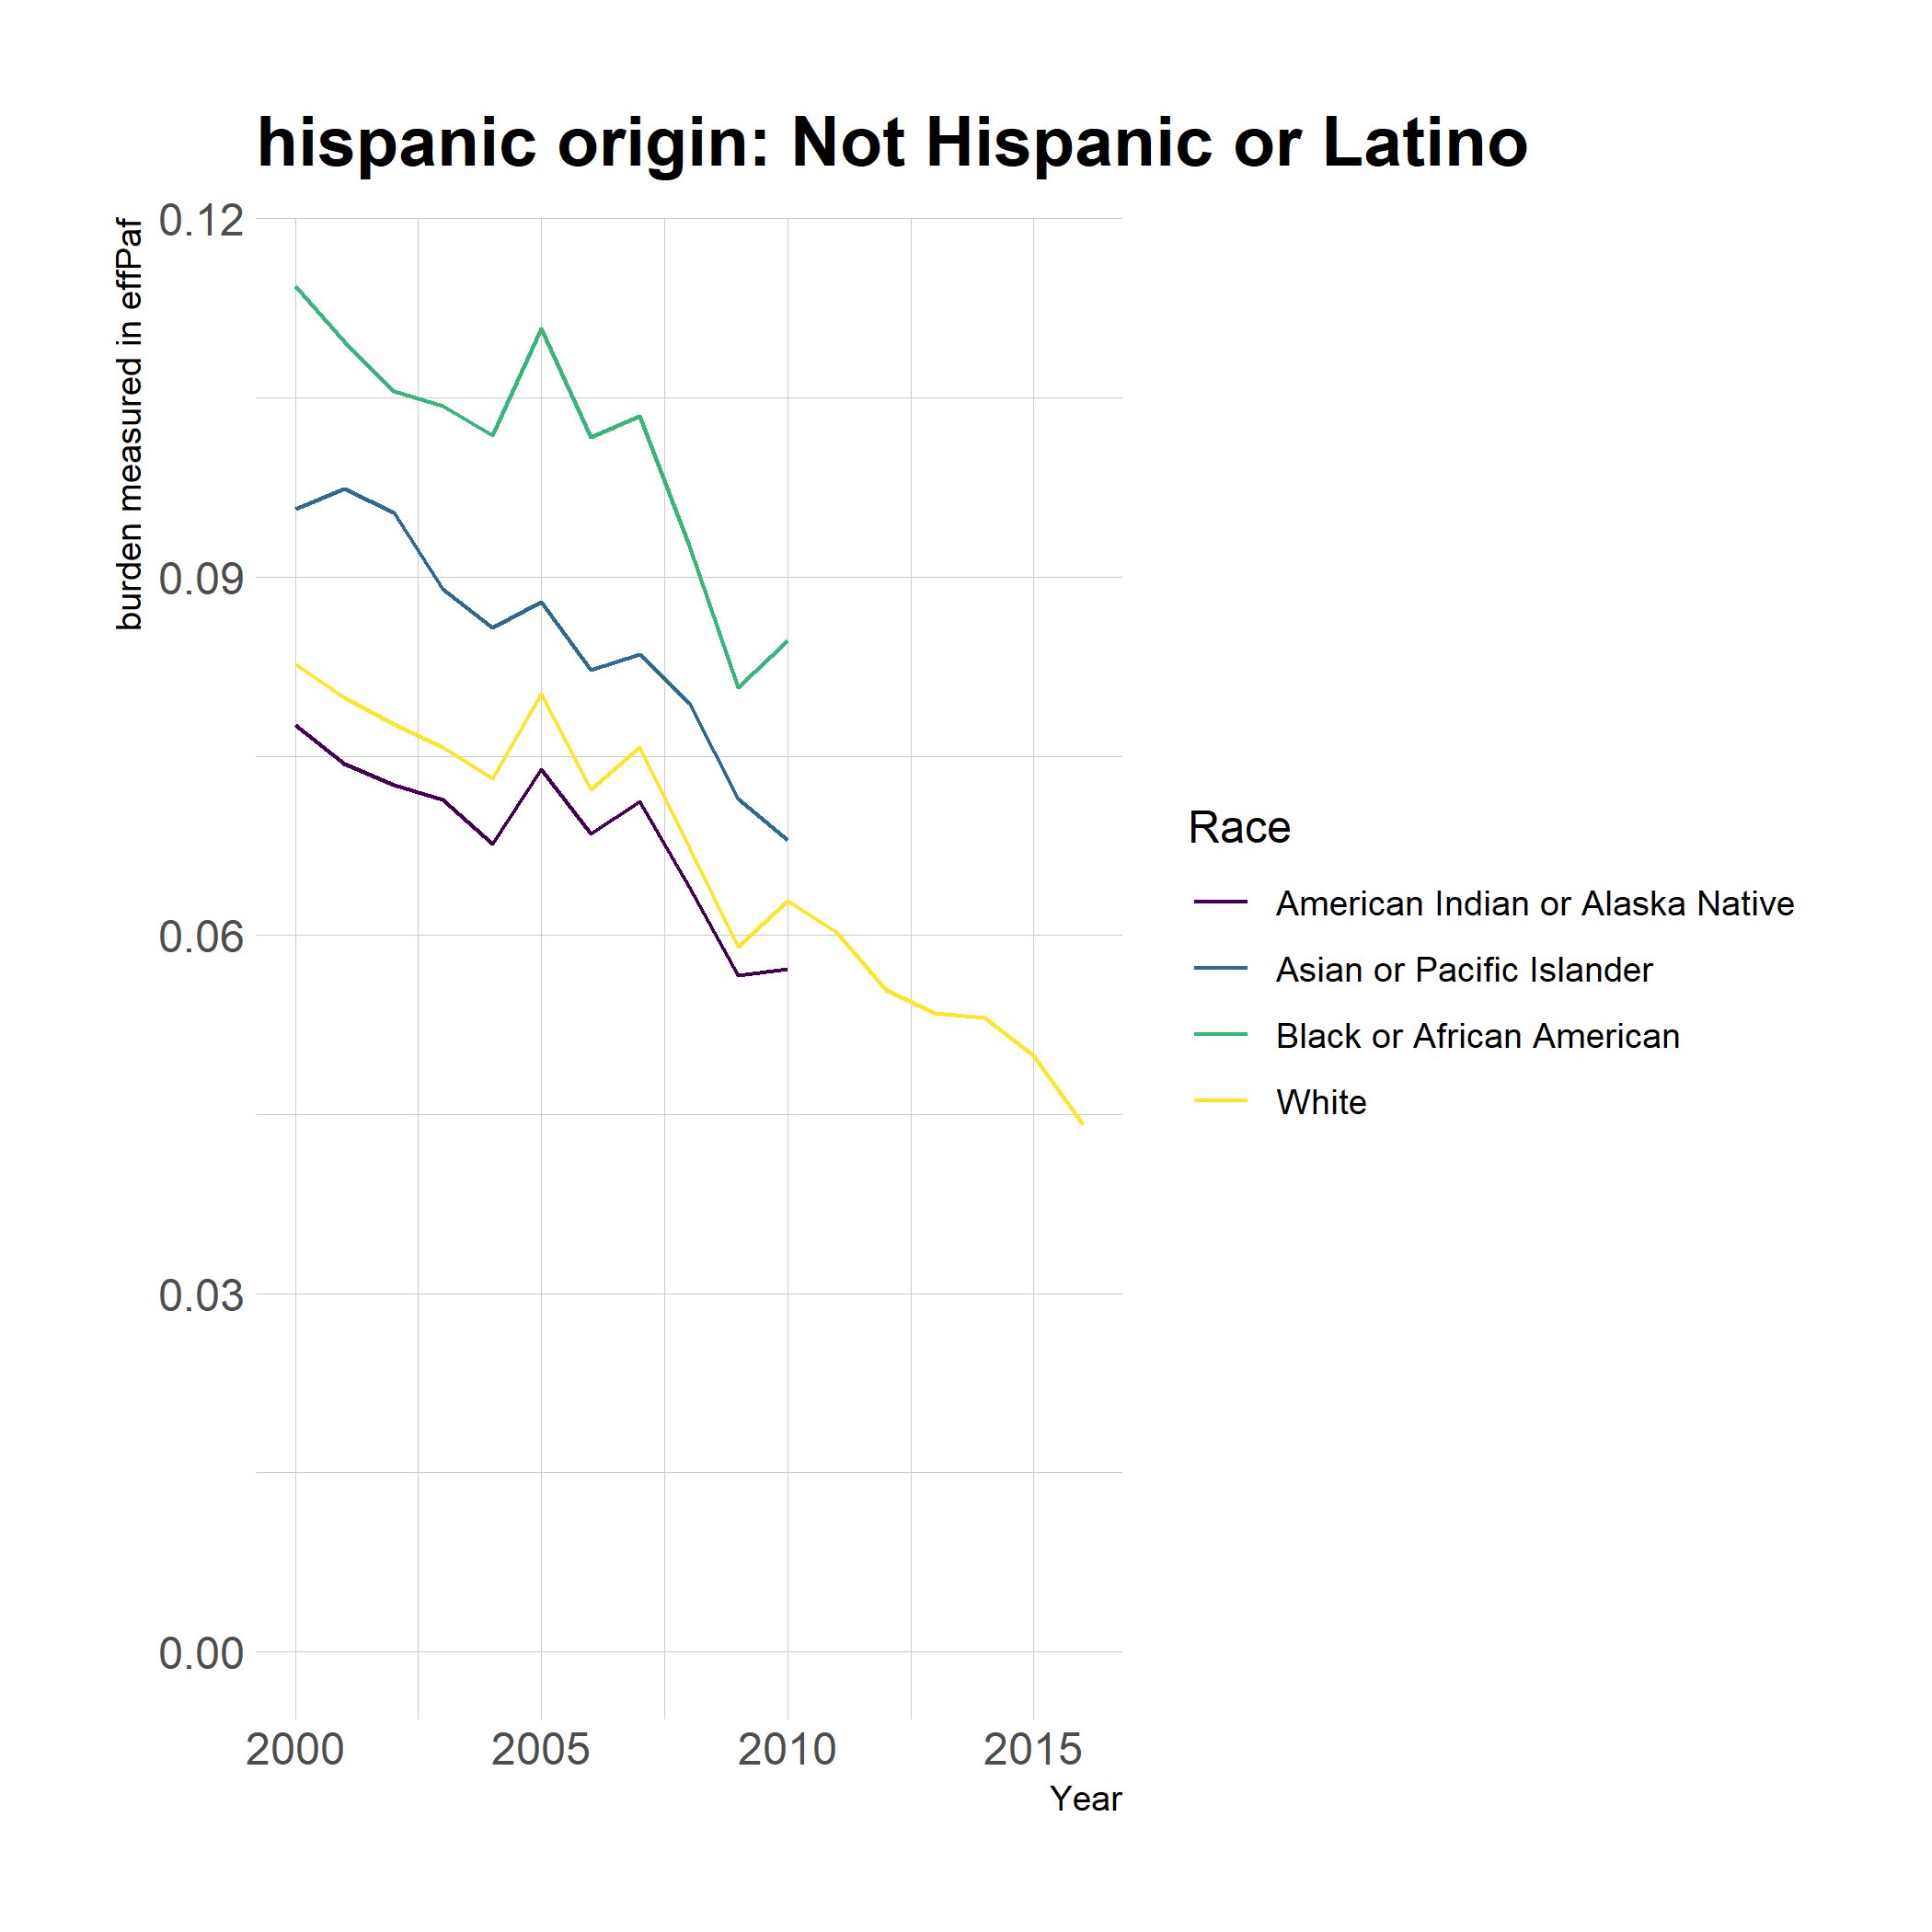 hispanic origin: Not Hispanic or Latino
burden measured in effPaf
0.12
0.09
0.06
0.03
0.00
2000 2005 2010 2015
Year
Race
American Indian or Alaska Native
Asian or Pacific Islander
Black or African American
White